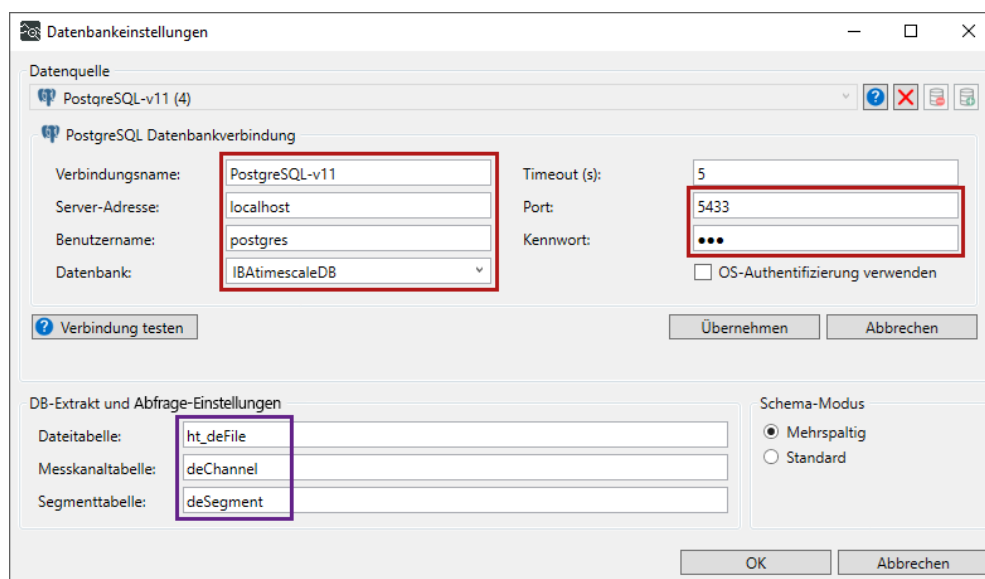 Datenbankeinstellungen
Datenquelle
PostgreSQL-v11 (4)
PostgreSQL Datenbankverbindung
Verbindungsname: PostgreSQL-v11 Timeout (s): 5
Server-Adresse: localhost Port: 5433
Benutzername: postgres Kennwort: ●●●
Datenbank: IBAtimescaleDB OS-Authentifizierung verwenden
Verbindung testen Übernehmen Abbrechen
DB-Extrakt und Abfrage-Einstellungen Schema-Modus
Dateitabelle: ht_deFile Mehrspaltig
Messkanaltabelle: deChannel Standard
Segmenttabelle: deSegment
OK Abbrechen